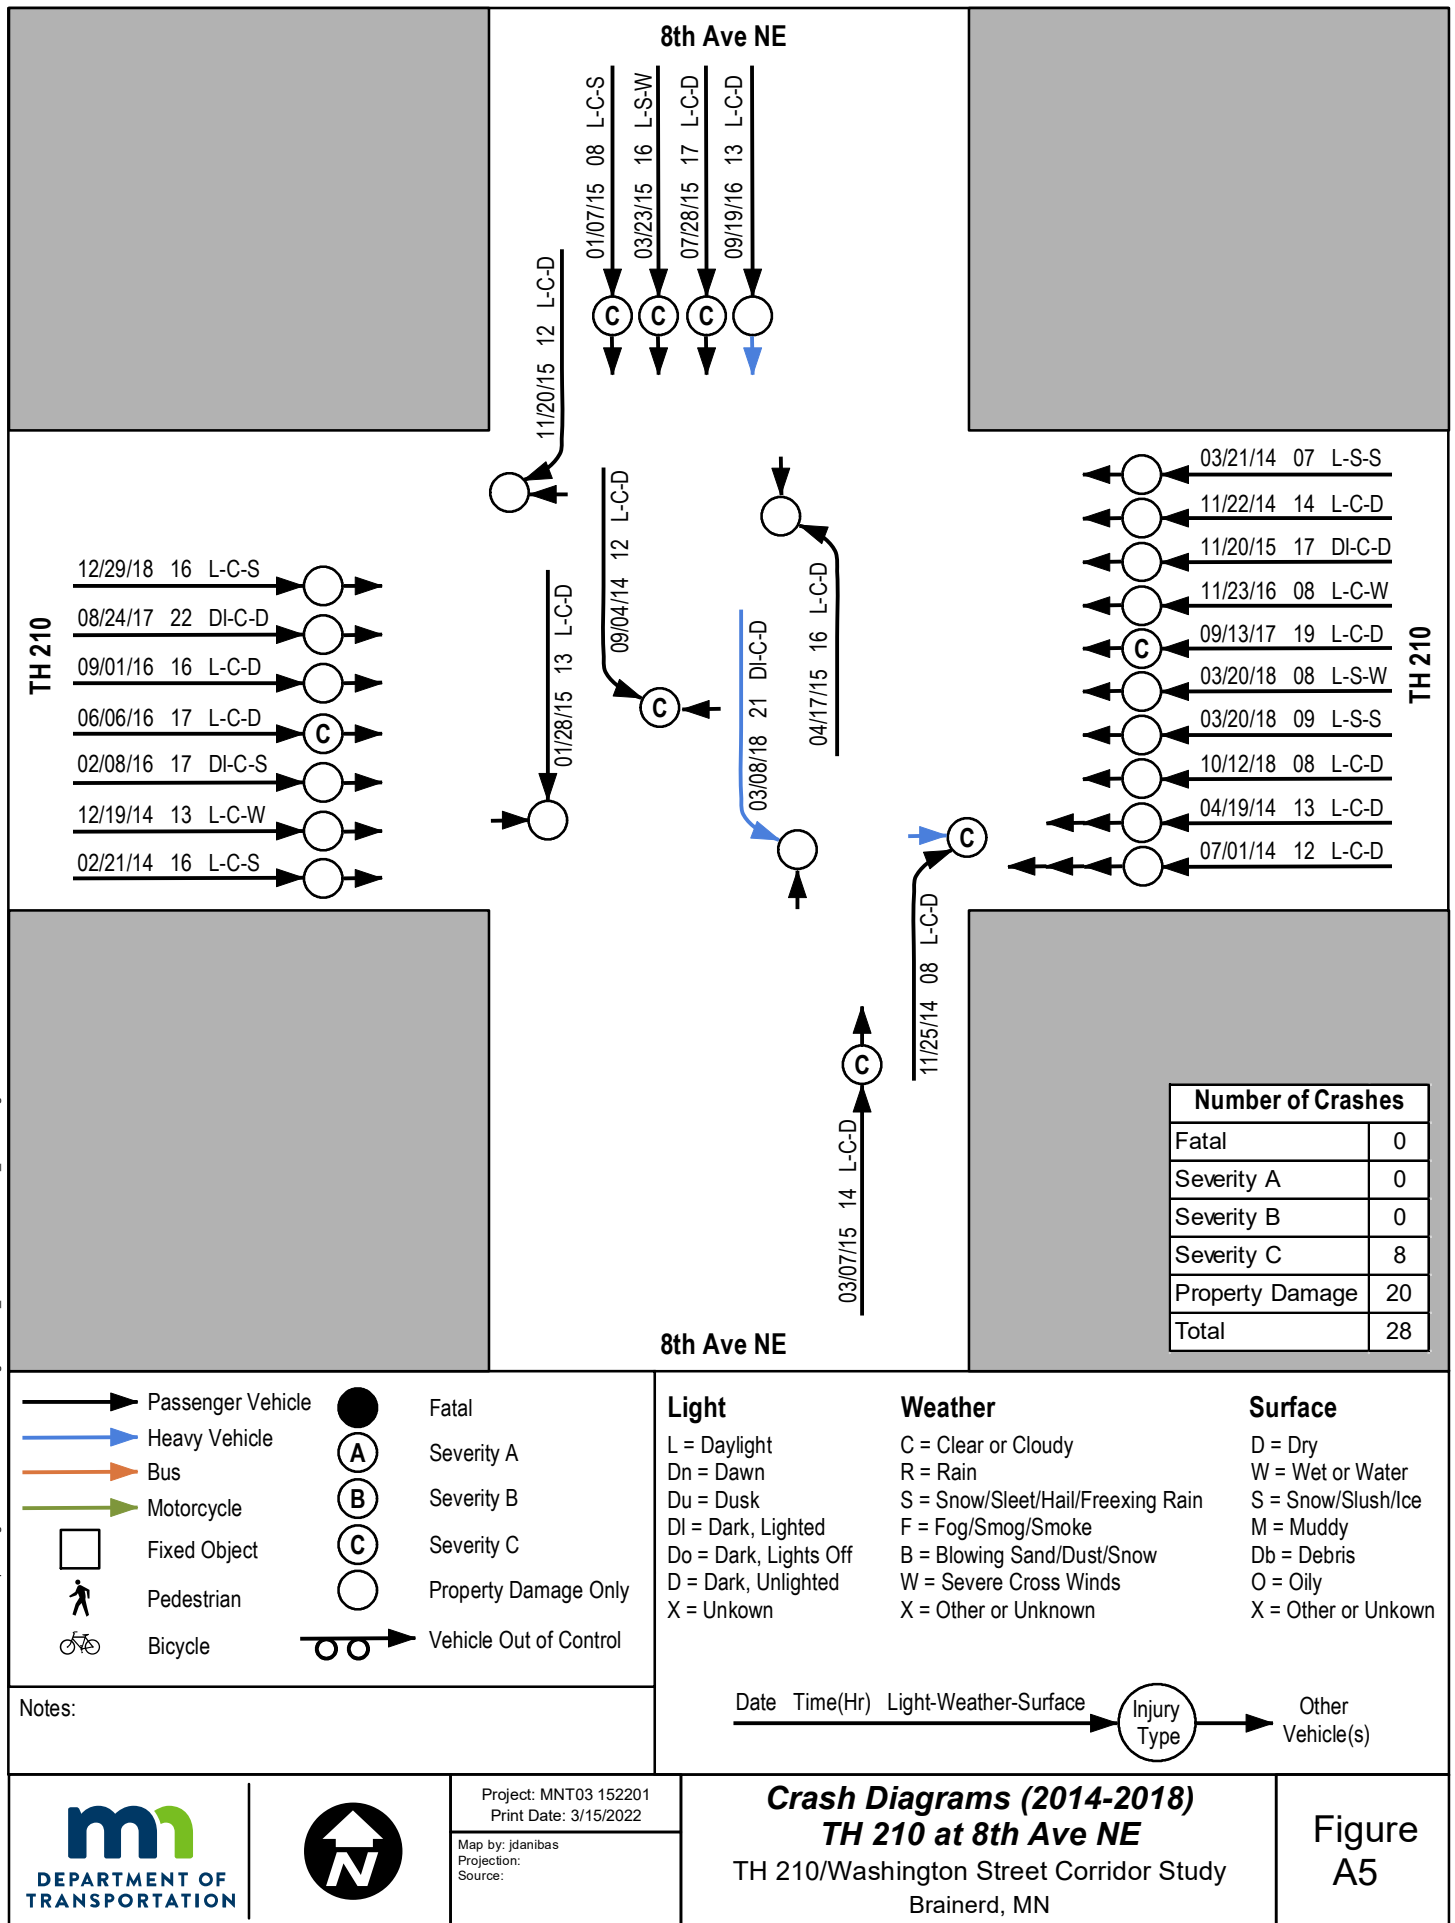 8th Ave NE
01/07/15 08 L-C-S
03/23/15 16 L-S-W
07/28/15 17 L-C-D
09/19/16 13 L-C-D
11/20/15 12 L-C-D
C
C
C
09/04/14 12 L-C-D
C
01/28/15 13 L-C-D
03/08/18 21 Dl-C-D
04/17/15 16 L-C-D
TH 210
12/29/18 16 L-C-S
08/24/17 22 Dl-C-D
09/01/16 16 L-C-D
06/06/16 17 L-C-D
C
02/08/16 17 Dl-C-S
12/19/14 13 L-C-W
02/21/14 16 L-C-S
03/21/14 07 L-S-S
11/22/14 14 L-C-D
11/20/15 17 Dl-C-D
11/23/16 08 L-C-W
09/13/17 19 L-C-D
C
03/20/18 08 L-S-W
03/20/18 09 L-S-S
10/12/18 08 L-C-D
04/19/14 13 L-C-D
07/01/14 12 L-C-D
TH 210
C
11/25/14 08 L-C-D
C
03/07/15 14 L-C-D
8th Ave NE
Number of Crashes
Fatal 0
Severity A 0
Severity B 0
Severity C 8
Property Damage 20
Total 28
Passenger Vehicle
Heavy Vehicle
Bus
Motorcycle
Fixed Object
Pedestrian
Bicycle
Fatal
A Severity A
B Severity B
C Severity C
Property Damage Only
Vehicle Out of Control
Light
L = Daylight
Dn = Dawn
Du = Dusk
Dl = Dark, Lighted
Do = Dark, Lights Off
D = Dark, Unlighted
X = Unkown
Weather
C = Clear or Cloudy
R = Rain
S = Snow/Sleet/Hail/Freexing Rain
F = Fog/Smog/Smoke
B = Blowing Sand/Dust/Snow
W = Severe Cross Winds
X = Other or Unknown
Surface
D = Dry
W = Wet or Water
S = Snow/Slush/Ice
M = Muddy
Db = Debris
O = Oily
X = Other or Unkown
Date Time(Hr) Light-Weather-Surface
Injury
Type
Other
Vehicle(s)
Notes:
mn
DEPARTMENT OF
TRANSPORTATION
N
Project: MNT03 152201
Print Date: 3/15/2022
Map by: jdanibas
Projection:
Source:
Crash Diagrams (2014-2018)
TH 210 at 8th Ave NE
TH 210/Washington Street Corridor Study
Brainerd, MN
Figure
A5